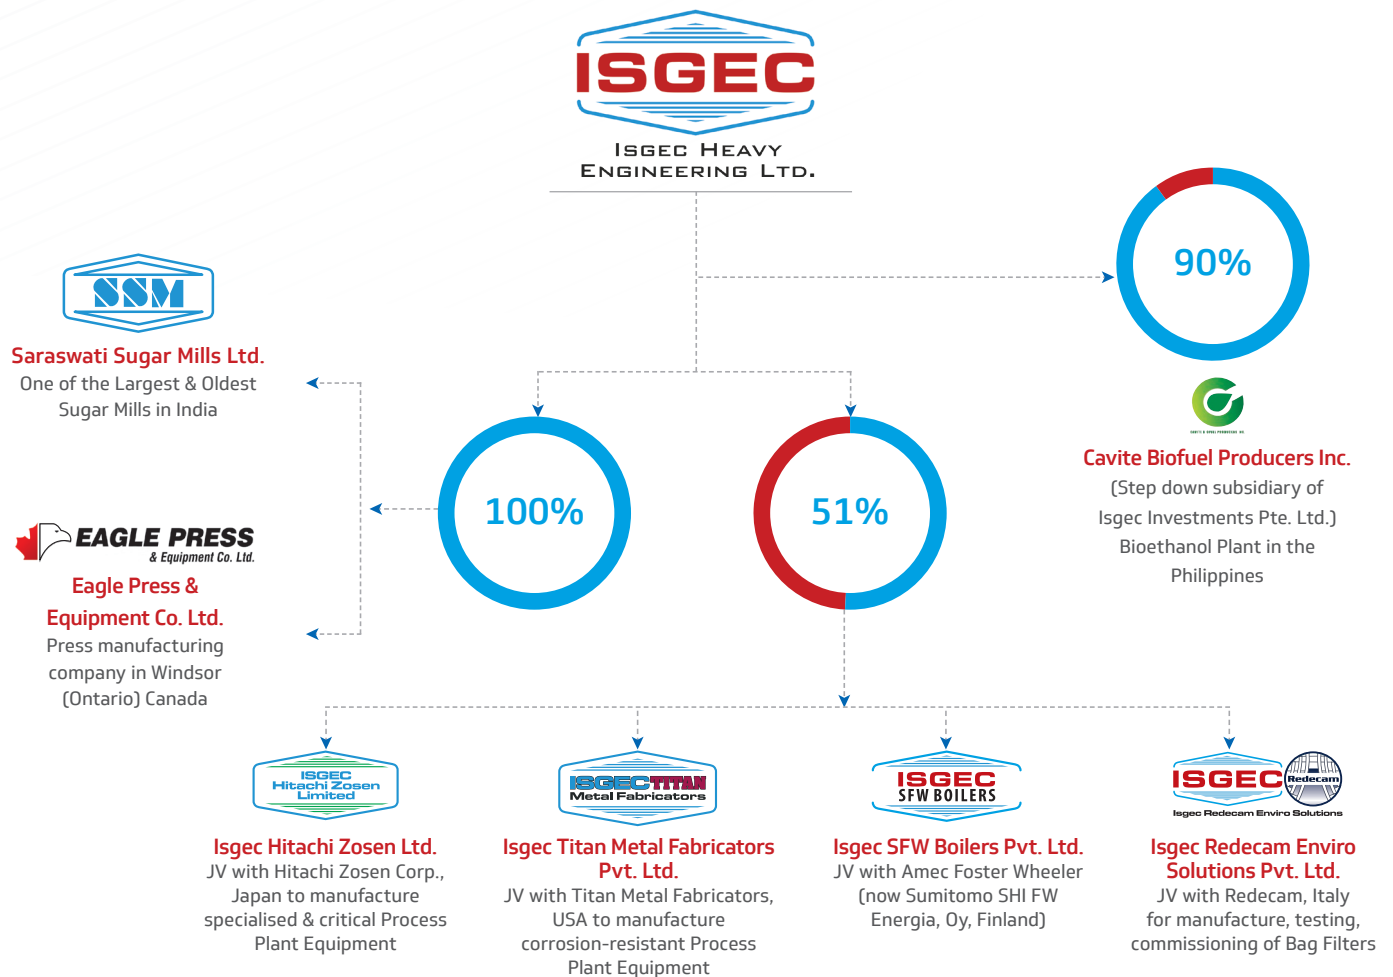 ISGEC
ISGEC HEAVY
ENGINEERING LTD.
90%
SSM
Saraswati Sugar Mills Ltd.
One of the Largest & Oldest
Sugar Mills in India
100%
51%
Cavite Biofuel Producers Inc.
(Step down subsidiary of
Isgec Investments Pte. Ltd.)
Bioethanol Plant in the
Philippines
EAGLE PRESS
& Equipment Co. Ltd.
Eagle Press &
Equipment Co. Ltd.
Press manufacturing
company in Windsor
(Ontario) Canada
ISGEC
Hitachi Zosen
Limited
Isgec Hitachi Zosen Ltd.
JV with Hitachi Zosen Corp.,
Japan to manufacture
specialised & critical Process
Plant Equipment
ISGEC TITAN
Metal Fabricators
Isgec Titan Metal Fabricators
Pvt. Ltd.
JV with Titan Metal Fabricators,
USA to manufacture
corrosion-resistant Process
Plant Equipment
ISGEC
SFW BOILERS
Isgec SFW Boilers Pvt. Ltd.
JV with Amec Foster Wheeler
(now Sumitomo SHI FW
Energia, Oy, Finland)
ISGEC
Redecam
Isgec Redecam Enviro Solutions
Isgec Redecam Enviro
Solutions Pvt. Ltd.
JV with Redecam, Italy
for manufacture, testing,
commissioning of Bag Filters